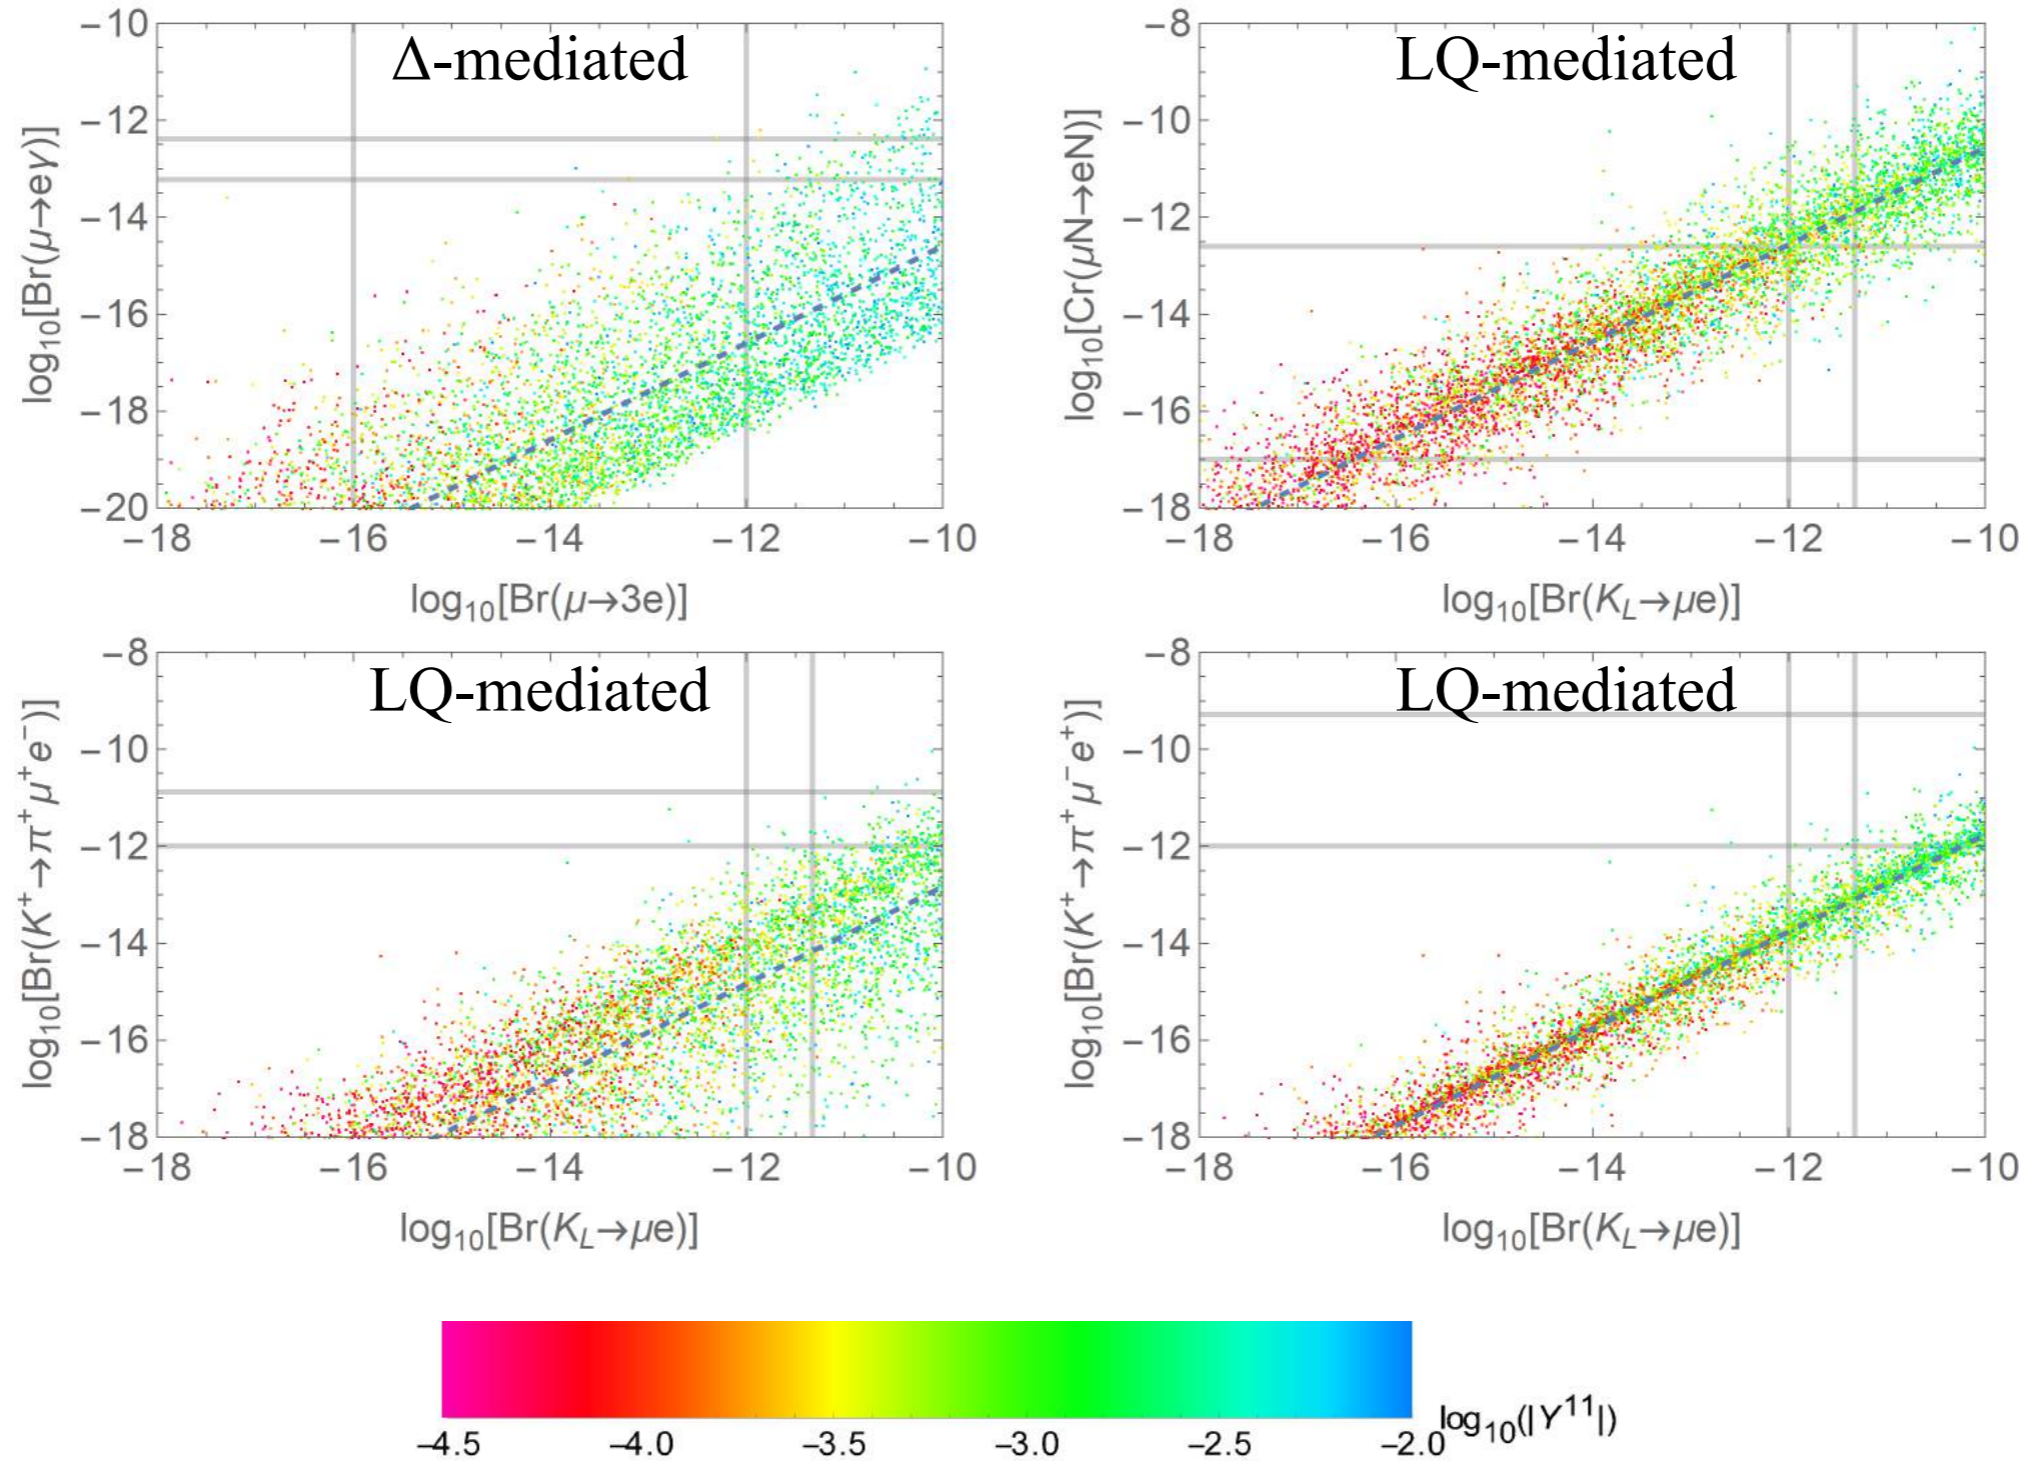 Δ-mediated
log₁₀[Br(μ→eγ)]
−10
−12
−14
−16
−18
−20
−18 −16 −14 −12 −10
log₁₀[Br(μ→3e)]
LQ-mediated
log₁₀[Cr(μN→eN)]
−8
−10
−12
−14
−16
−18
−18 −16 −14 −12 −10
log₁₀[Br(K_L→μe)]
LQ-mediated
log₁₀[Br(K⁺→π⁺μ⁺e⁻)]
−8
−10
−12
−14
−16
−18
−18 −16 −14 −12 −10
log₁₀[Br(K_L→μe)]
LQ-mediated
log₁₀[Br(K⁺→π⁺μ⁻e⁺)]
−8
−10
−12
−14
−16
−18
−18 −16 −14 −12 −10
log₁₀[Br(K_L→μe)]
−4.5 −4.0 −3.5 −3.0 −2.5 −2.0
log₁₀(|Y¹¹|)